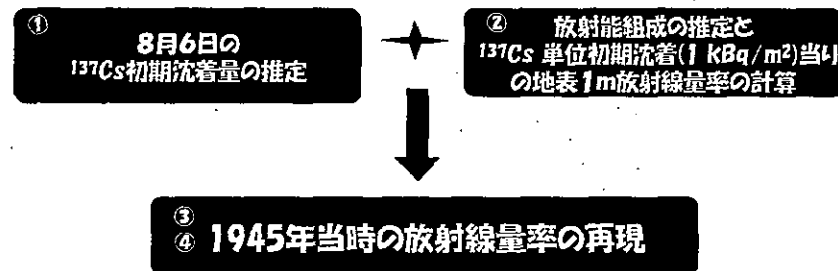 ①
8月6日の
¹³⁷Cs初期沈着量の推定
②
放射能組成の推定と
¹³⁷Cs 単位初期沈着(1 kBq/m²)当り
の地表1m放射線量率の計算
③
④ 1945年当時の放射線量率の再現